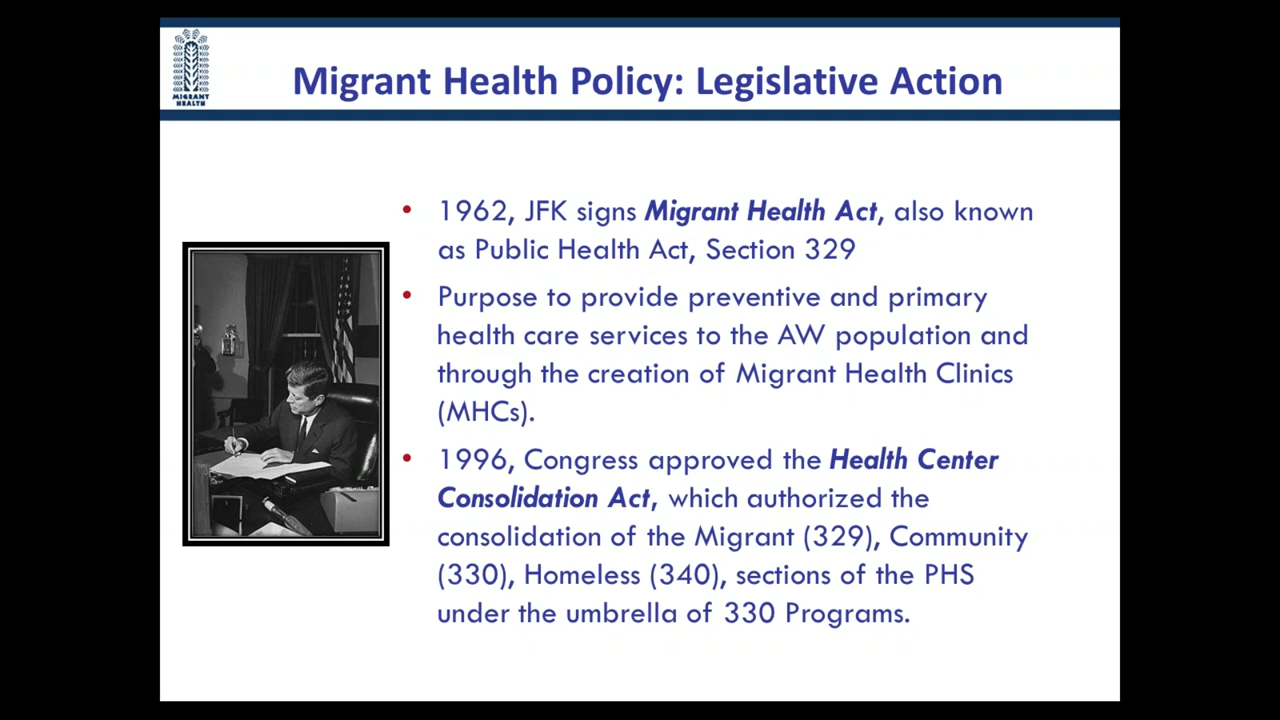 MIGRANT
HEALTH
Migrant Health Policy: Legislative Action
• 1962, JFK signs Migrant Health Act, also known
as Public Health Act, Section 329
• Purpose to provide preventive and primary
health care services to the AW population and
through the creation of Migrant Health Clinics
(MHCs).
• 1996, Congress approved the Health Center
Consolidation Act, which authorized the
consolidation of the Migrant (329), Community
(330), Homeless (340), sections of the PHS
under the umbrella of 330 Programs.